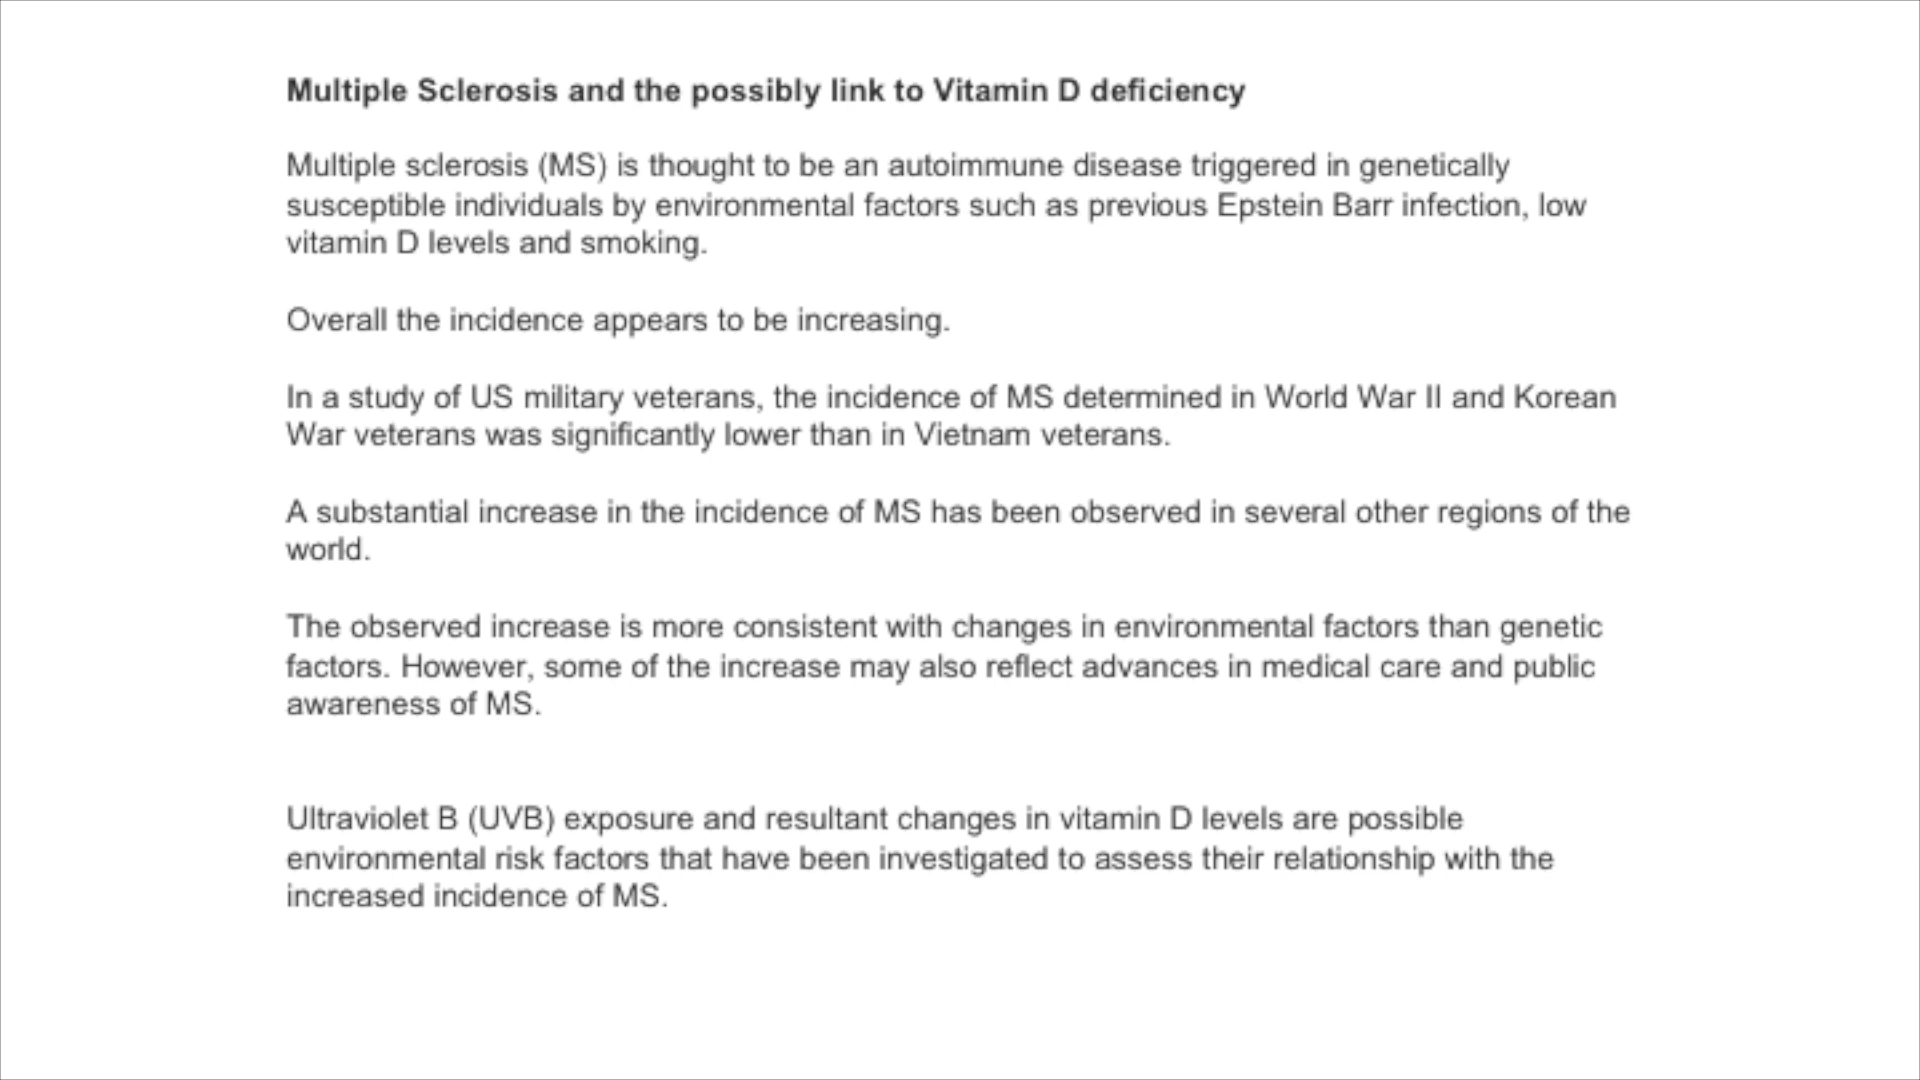 Multiple Sclerosis and the possibly link to Vitamin D deficiency
Multiple sclerosis (MS) is thought to be an autoimmune disease triggered in genetically
susceptible individuals by environmental factors such as previous Epstein Barr infection, low
vitamin D levels and smoking.
Overall the incidence appears to be increasing.
In a study of US military veterans, the incidence of MS determined in World War II and Korean
War veterans was significantly lower than in Vietnam veterans.
A substantial increase in the incidence of MS has been observed in several other regions of the
world.
The observed increase is more consistent with changes in environmental factors than genetic
factors. However, some of the increase may also reflect advances in medical care and public
awareness of MS.
Ultraviolet B (UVB) exposure and resultant changes in vitamin D levels are possible
environmental risk factors that have been investigated to assess their relationship with the
increased incidence of MS.